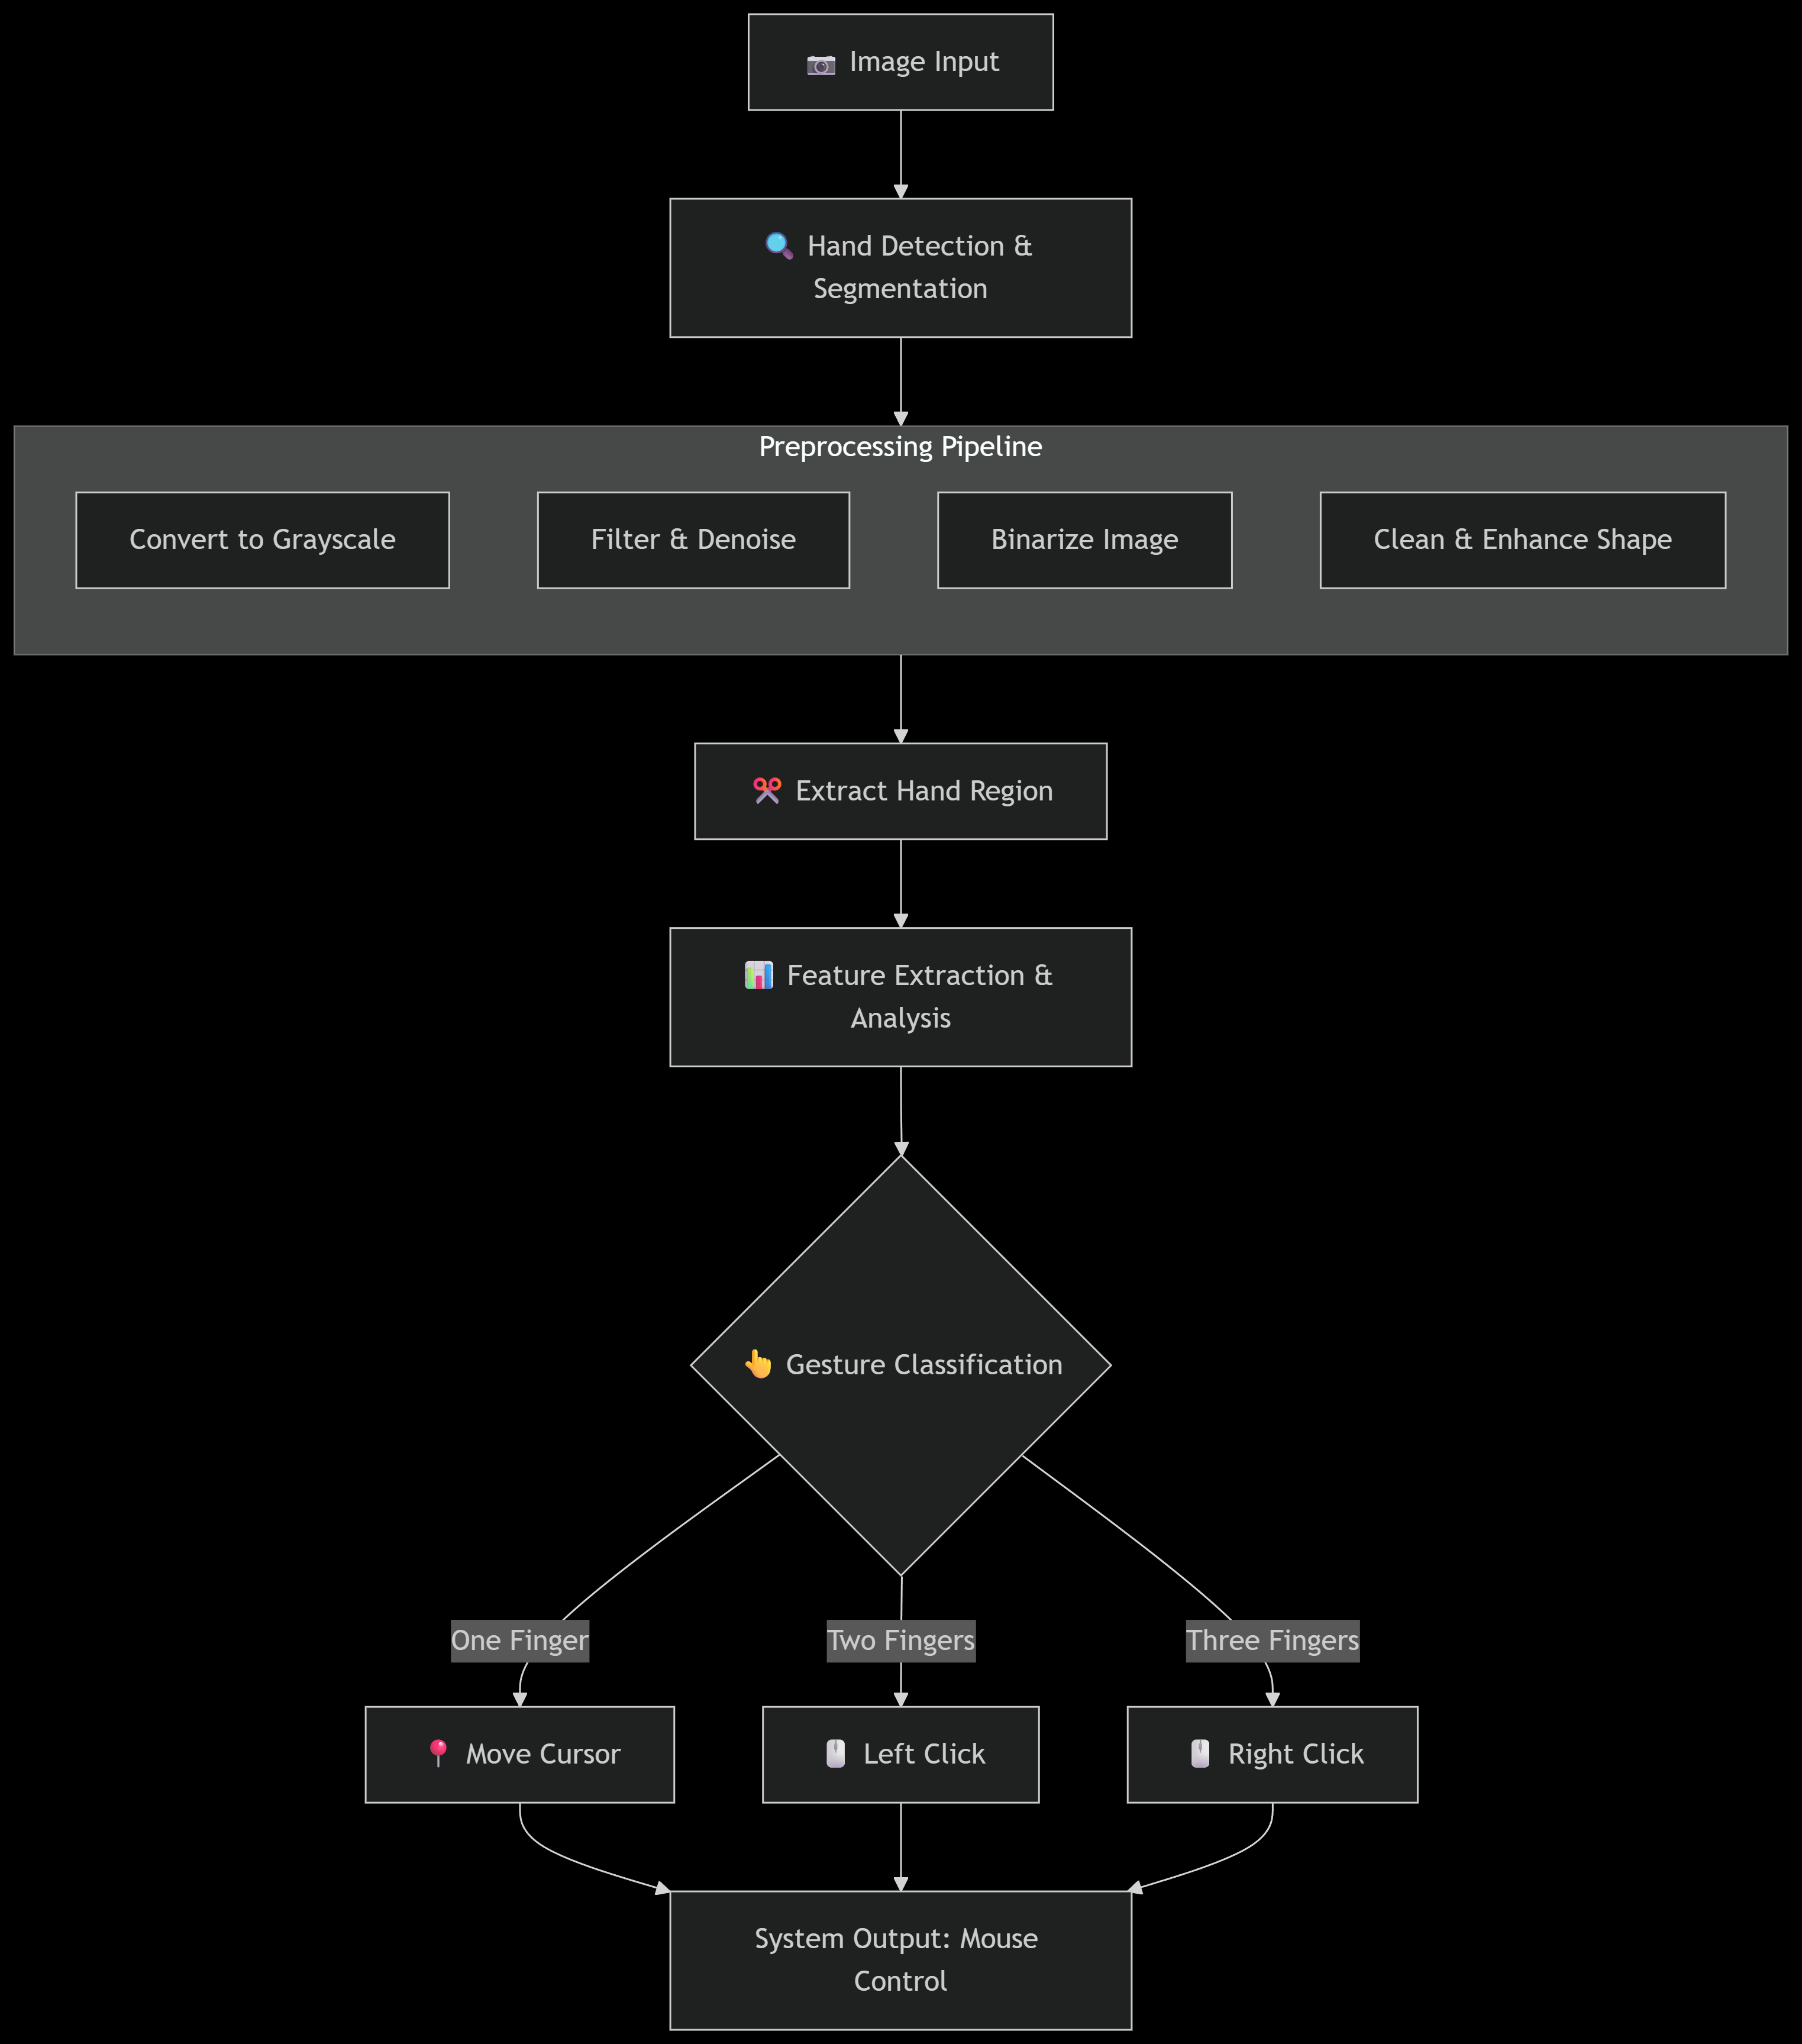 Image Input
Hand Detection &
Segmentation
Preprocessing Pipeline
Convert to Grayscale
Filter & Denoise
Binarize Image
Clean & Enhance Shape
Extract Hand Region
Feature Extraction &
Analysis
Gesture Classification
One Finger
Two Fingers
Three Fingers
Move Cursor
Left Click
Right Click
System Output: Mouse
Control